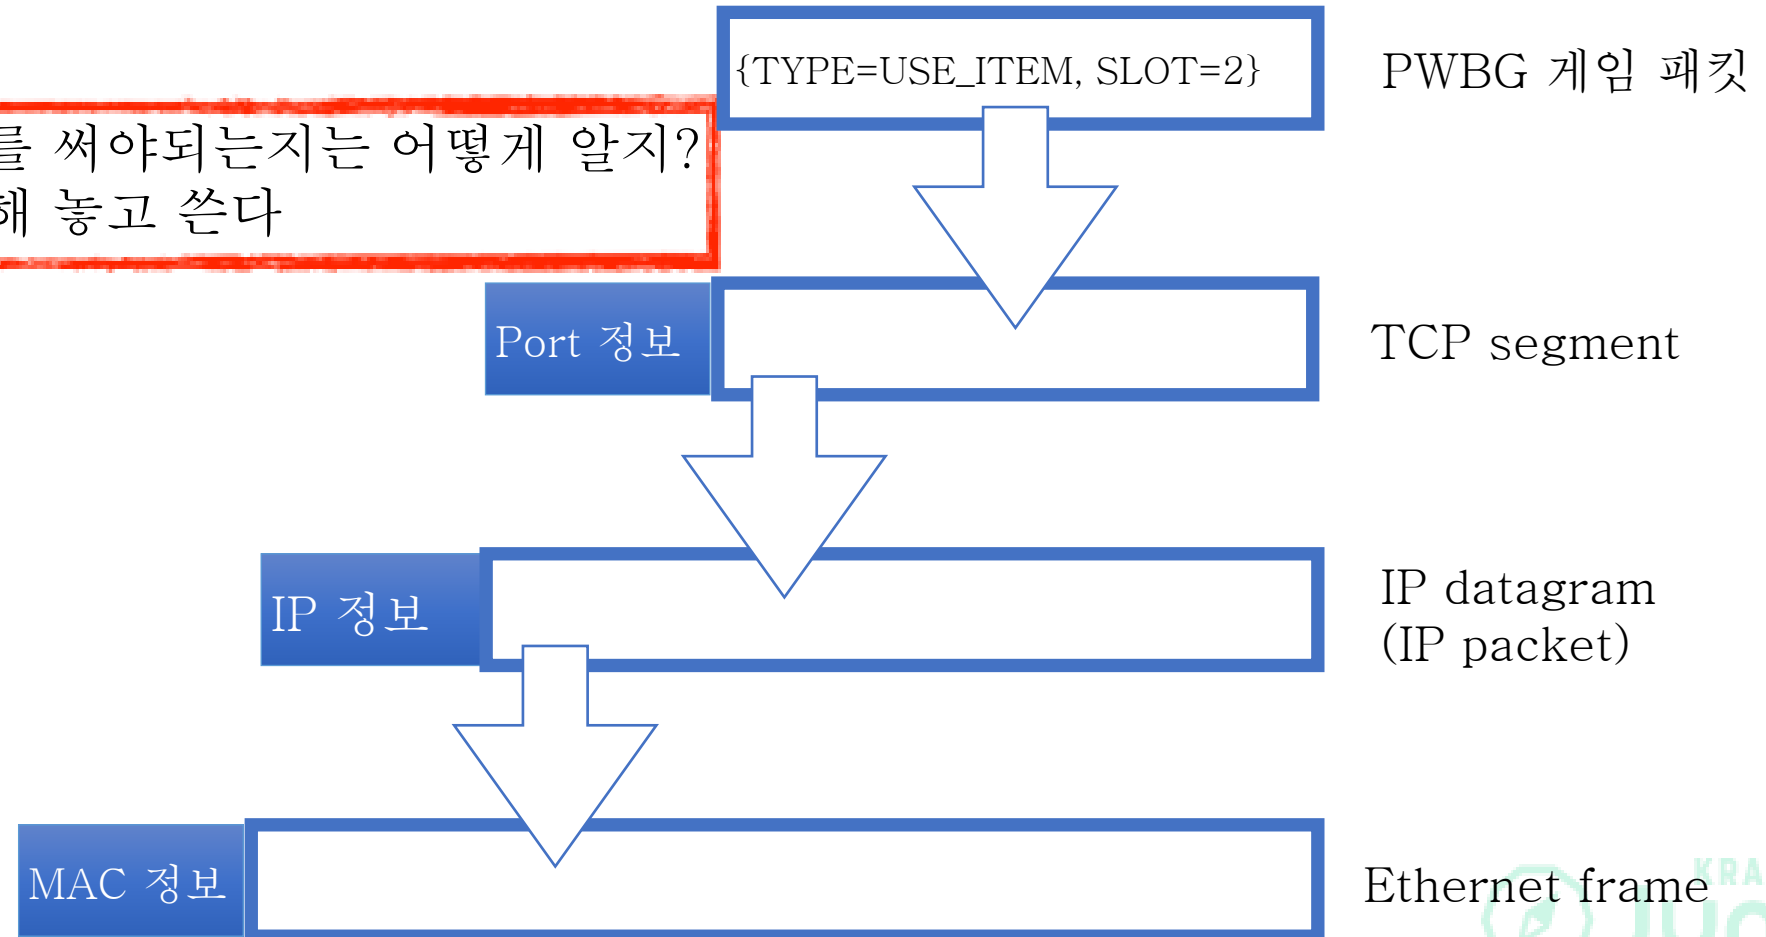 {TYPE=USE_ITEM, SLOT=2}
PWBG 게임 패킷
를 써야되는지는 어떻게 알지?
해 놓고 쓴다
Port 정보
TCP segment
IP 정보
IP datagram
(IP packet)
MAC 정보
Ethernet frame
KRA